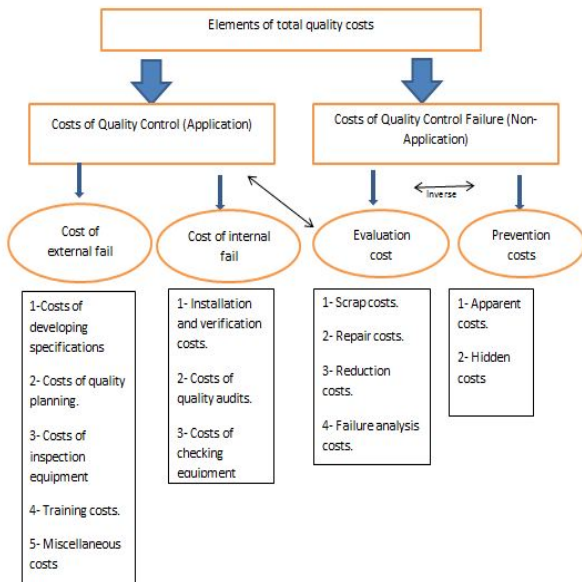 Elements of total quality costs
Costs of Quality Control (Application)
Costs of Quality Control Failure (Non-
Application)
Inverse
Cost of
external fail
Cost of internal
fail
Evaluation
cost
Prevention
costs
1-Costs of
developing
specifications
2- Costs of quality
planning.
3- Costs of
inspection
equipment
4- Training costs.
5- Miscellaneous
costs
1- Installation
and verification
costs.
2- Costs of
quality audits.
3- Costs of
checking
equipment
1- Scrap costs.
2- Repair costs.
3- Reduction
costs.
4- Failure analysis
costs.
1- Apparent
costs.
2- Hidden
costs